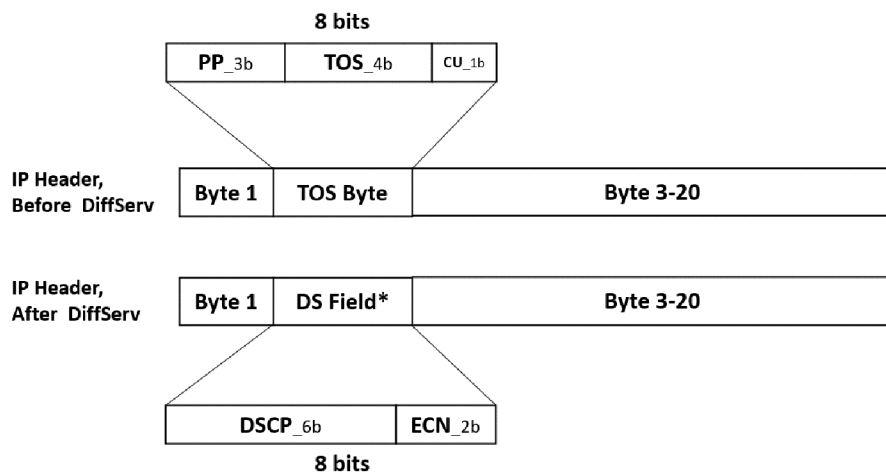 8 bits
PP_3b TOS_4b CU_1b
IP Header,
Before DiffServ
Byte 1 TOS Byte Byte 3-20
IP Header,
After DiffServ
Byte 1 DS Field* Byte 3-20
DSCP_6b ECN_2b
8 bits